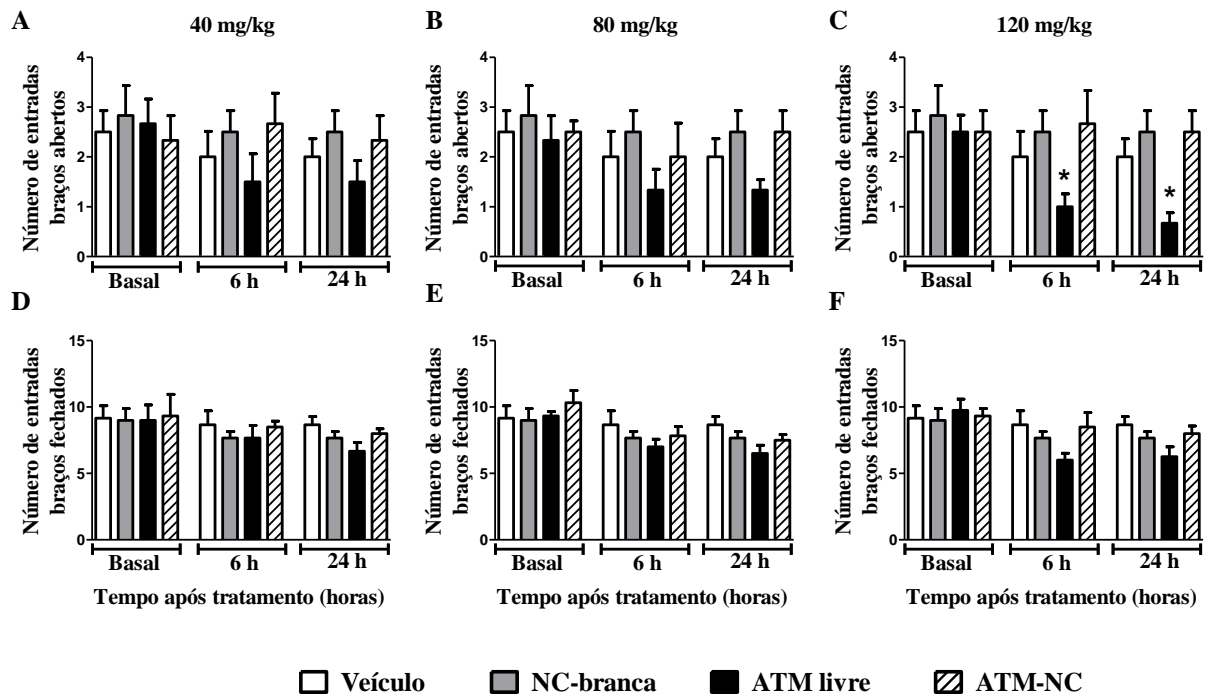 A 40 mg/kg
Número de entradas
braços abertos
4
3
2
1
0
Basal 6 h 24 h
B 80 mg/kg
Número de entradas
braços abertos
4
3
2
1
0
Basal 6 h 24 h
C 120 mg/kg
Número de entradas
braços abertos
4
3
2
1
0
* *
Basal 6 h 24 h
D
Número de entradas
braços fechados
15
10
5
0
Basal 6 h 24 h
Tempo após tratamento (horas)
E
Número de entradas
braços fechados
15
10
5
0
Basal 6 h 24 h
Tempo após tratamento (horas)
F
Número de entradas
braços fechados
15
10
5
0
Basal 6 h 24 h
Tempo após tratamento (horas)
Veículo NC-branca ATM livre ATM-NC